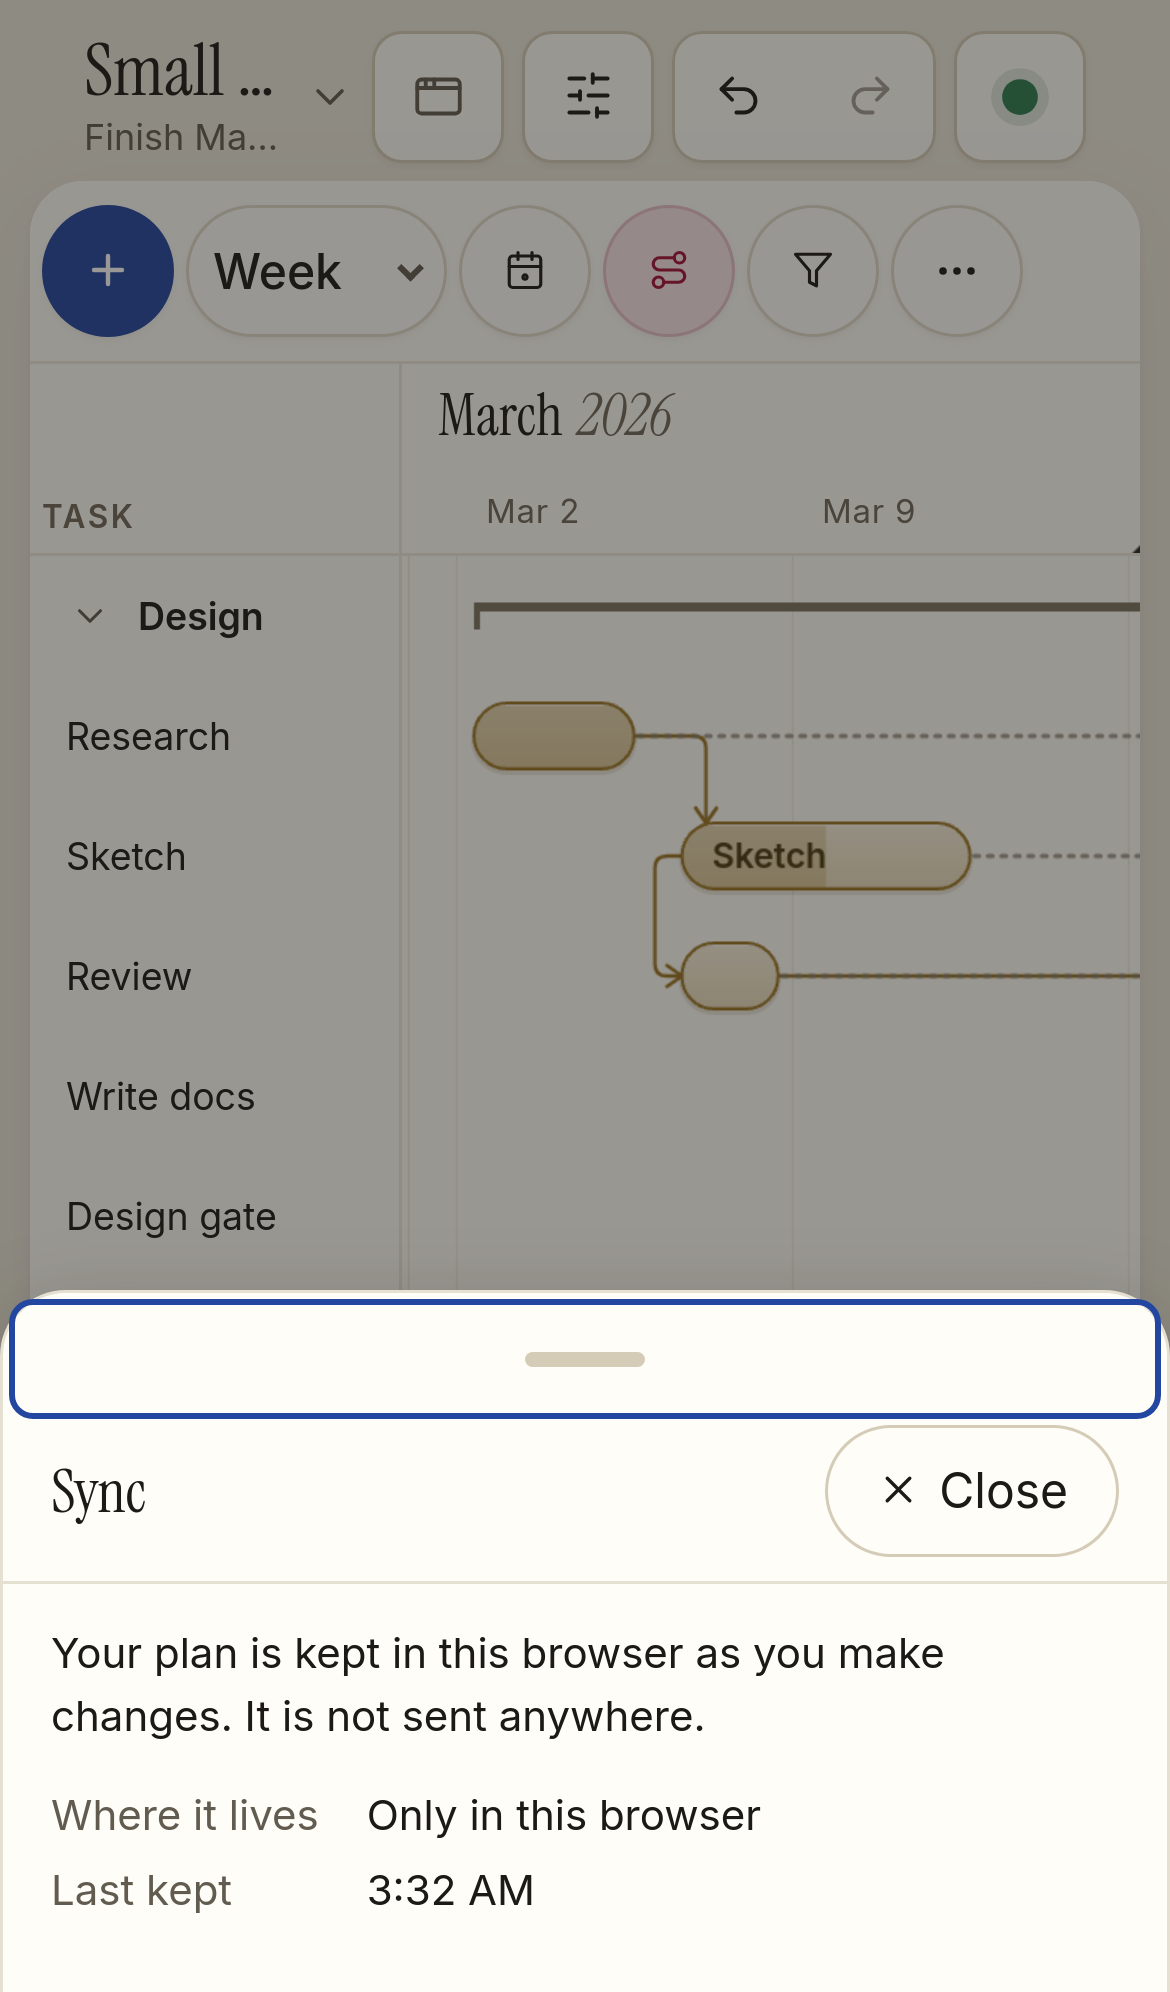 Small ...
Finish Ma...
Week
March 2026
TASK
Mar 2
Mar 9
Design
Research
Sketch
Sketch
Review
Write docs
Design gate
Sync
Close
Your plan is kept in this browser as you make
changes. It is not sent anywhere.
Where it lives Only in this browser
Last kept 3:32 AM